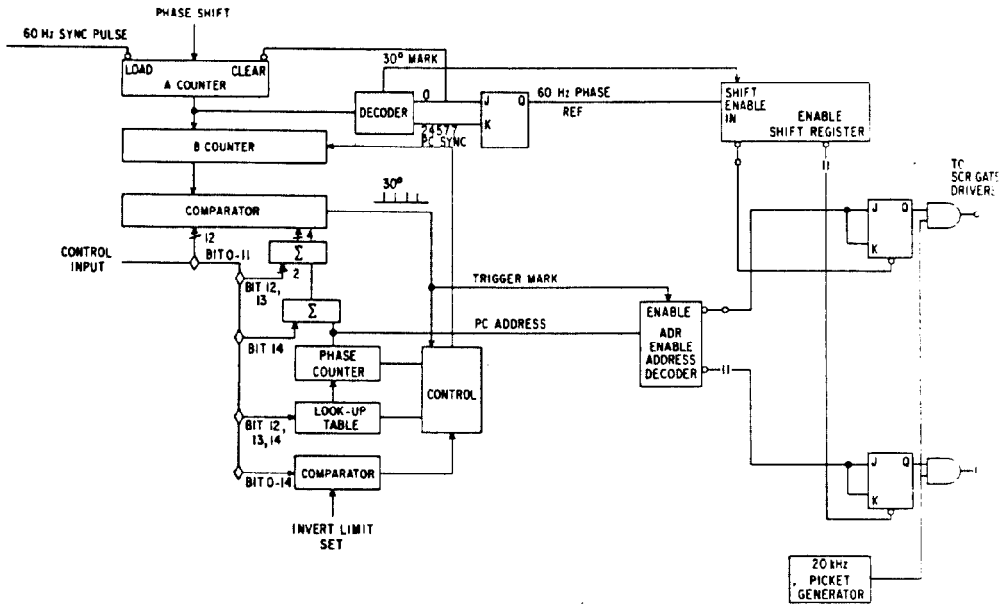 PHASE SHIFT
60 Hz SYNC PULSE
LOAD
CLEAR
A COUNTER
30° MARK
0
DECODER
24577
PC SYNC
J
Q
K
60 Hz PHASE
REF
SHIFT
ENABLE
IN
ENABLE
SHIFT REGISTER
0
11
B COUNTER
30°
COMPARATOR
12
4
CONTROL
INPUT
BIT 0-11
Σ
2
BIT 12,
13
Σ
BIT 14
TRIGGER MARK
PC ADDRESS
PHASE
COUNTER
CONTROL
LOOK-UP
TABLE
BIT 12,
13, 14
BIT 0-14
COMPARATOR
INVERT LIMIT
SET
ENABLE
ADR
ENABLE
ADDRESS
DECODER
0
11
TO
SCR GATE
DRIVERS
J
Q
K
0
J
Q
K
11
20 kHz
PICKET
GENERATOR